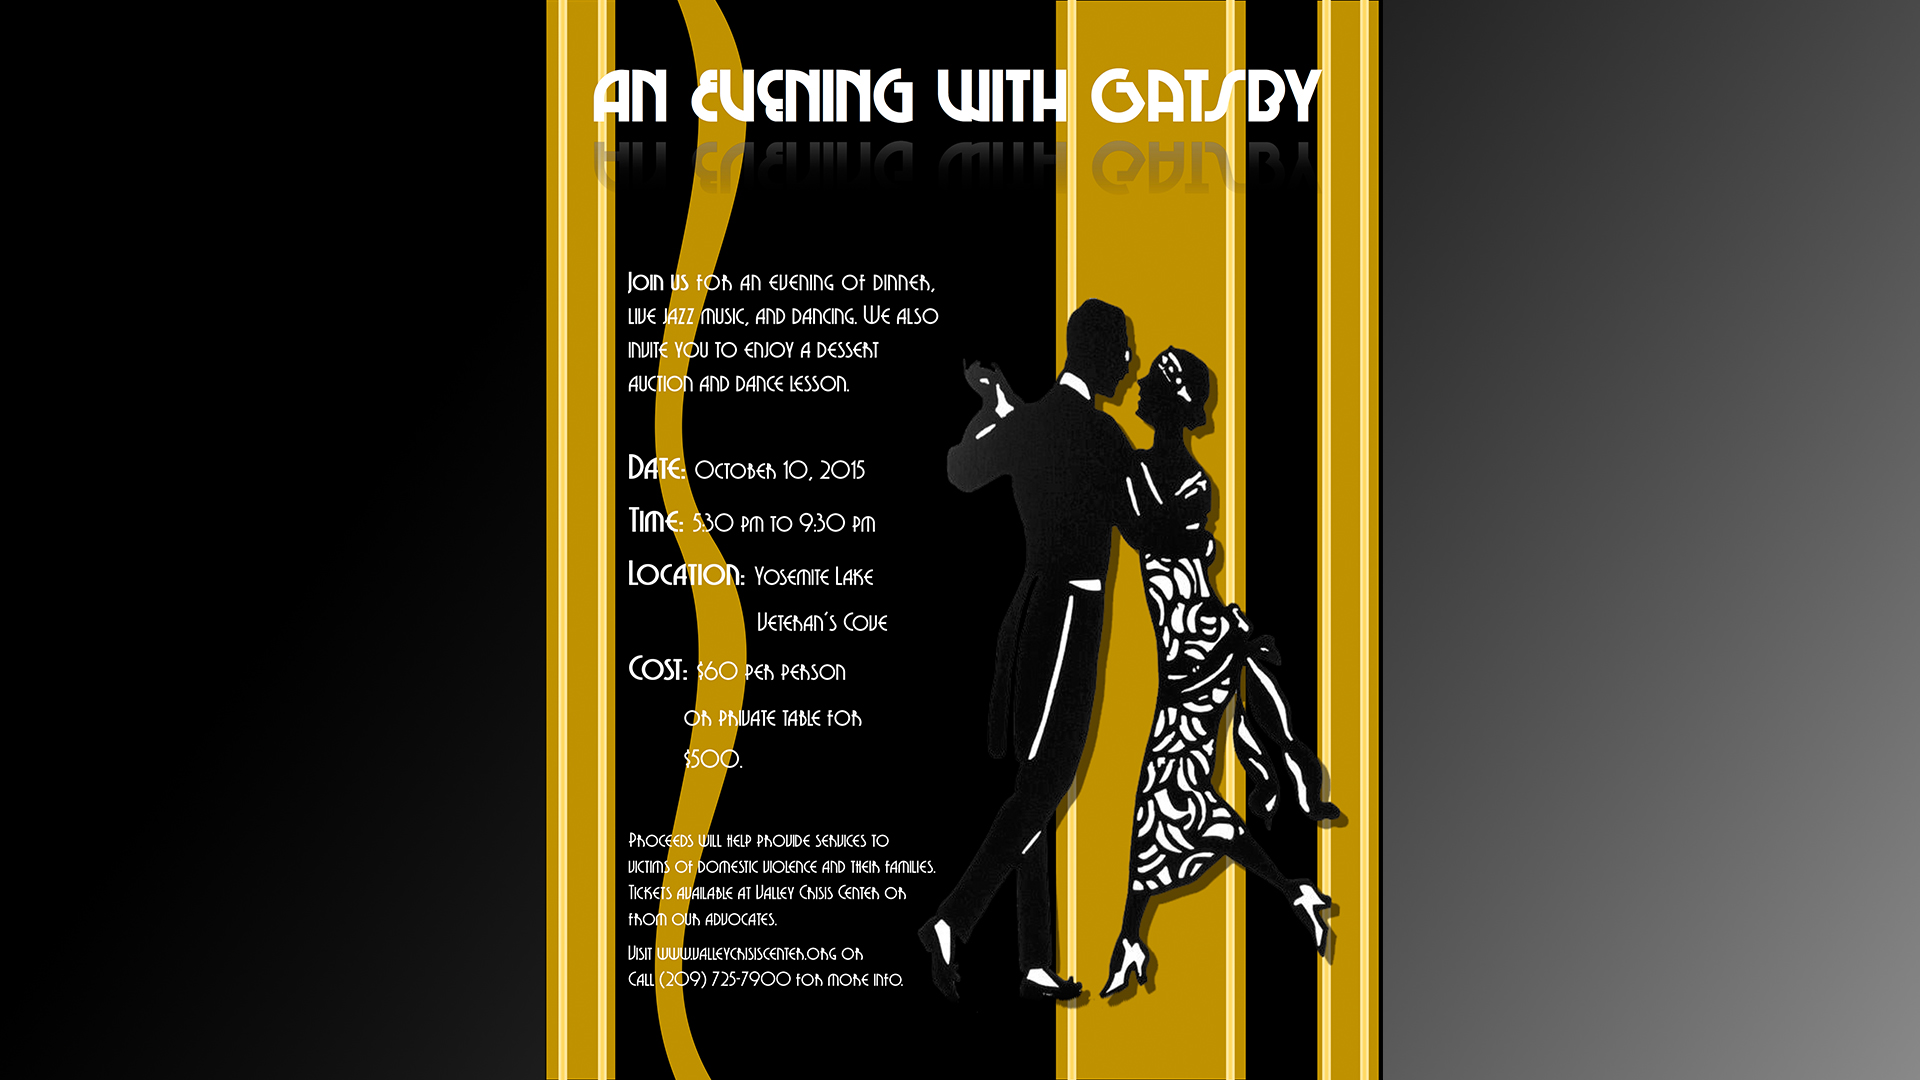 AN EVENING WITH GATSBY
Join us for an evening of dinner,
live jazz music, and dancing. We also
invite you to enjoy a dessert
auction and dance lesson.
Date: October 10, 2015
Time: 5:30 pm to 9:30 pm
Location: Yosemite Lake
Veteran's Cove
Cost: $60 per person
or private table for
$500.
Proceeds will help provide services to
victims of domestic violence and their families.
Tickets available at Valley Crisis Center or
from our advocates.
Visit www.valleycrisiscenter.org or
Call (209) 725-7900 for more info.